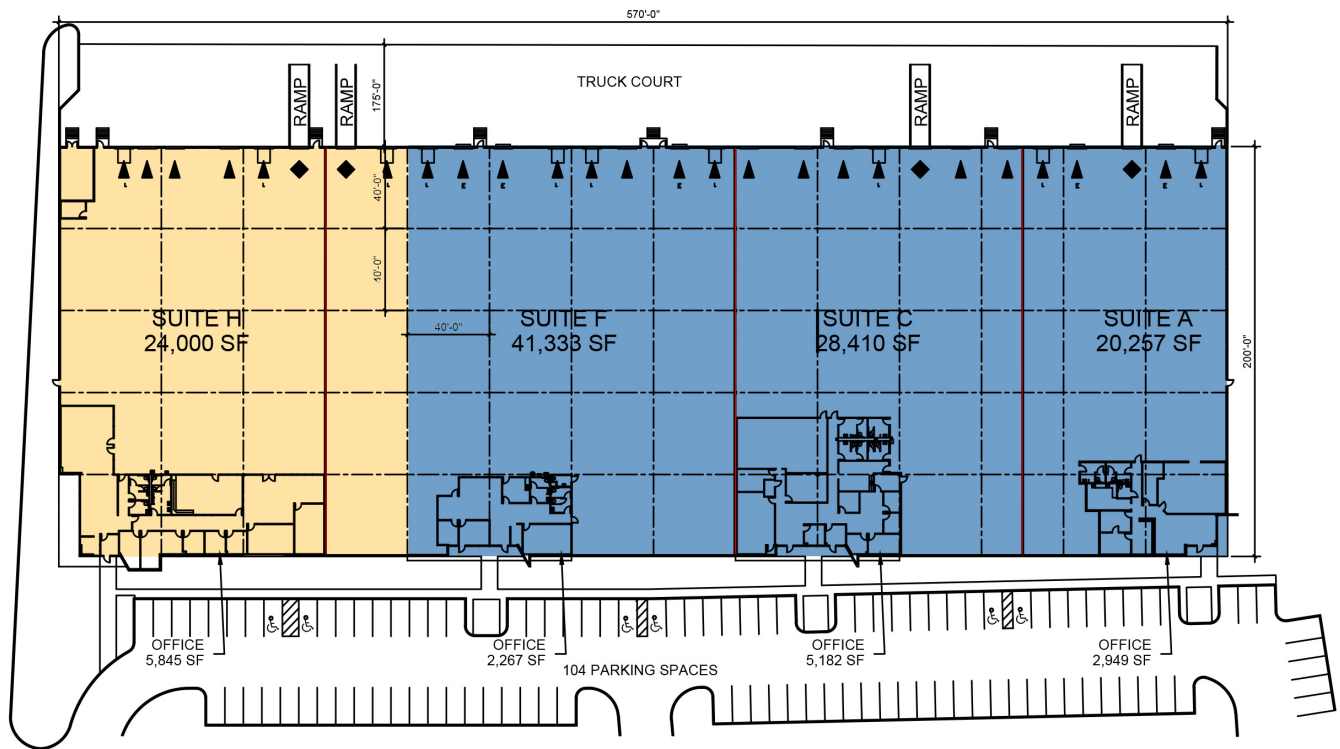 570'-0"
TRUCK COURT
RAMP
RAMP
RAMP
RAMP
175'-0"
L
L
L
L
E
E
L
L
E
L
L
L
E
E
L
40'-0"
40'-0"
40'-0"
200'-0"
SUITE H
24,000 SF
SUITE F
41,333 SF
SUITE C
28,410 SF
SUITE A
20,257 SF
OFFICE
5,845 SF
OFFICE
2,267 SF
OFFICE
5,182 SF
OFFICE
2,949 SF
104 PARKING SPACES